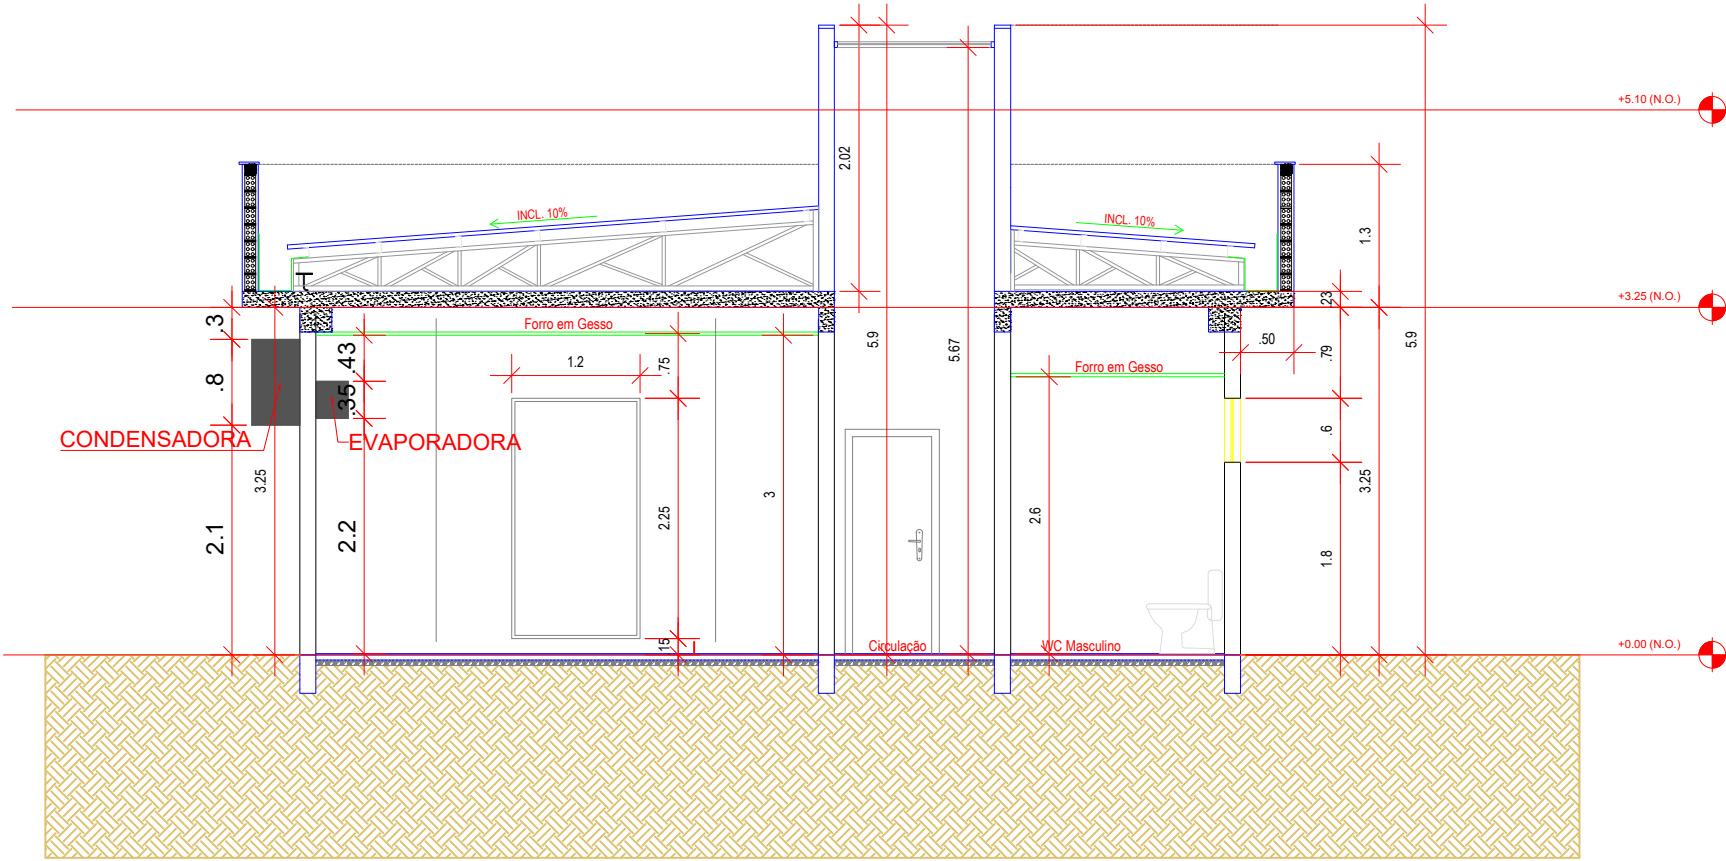 +5.10 (N.O.)
2.02
INCL. 10%
INCL. 10%
1.3
.23
+3.25 (N.O.)
.3
Forro em Gesso
5.9
5.67
.50
.79
5.9
.43
1.2
.75
Forro em Gesso
.8
.35
.6
CONDENSADORA
EVAPORADORA
3.25
3
3.25
2.1
2.2
2.25
2.6
1.8
15
Circulação
WC Masculino
+0.00 (N.O.)